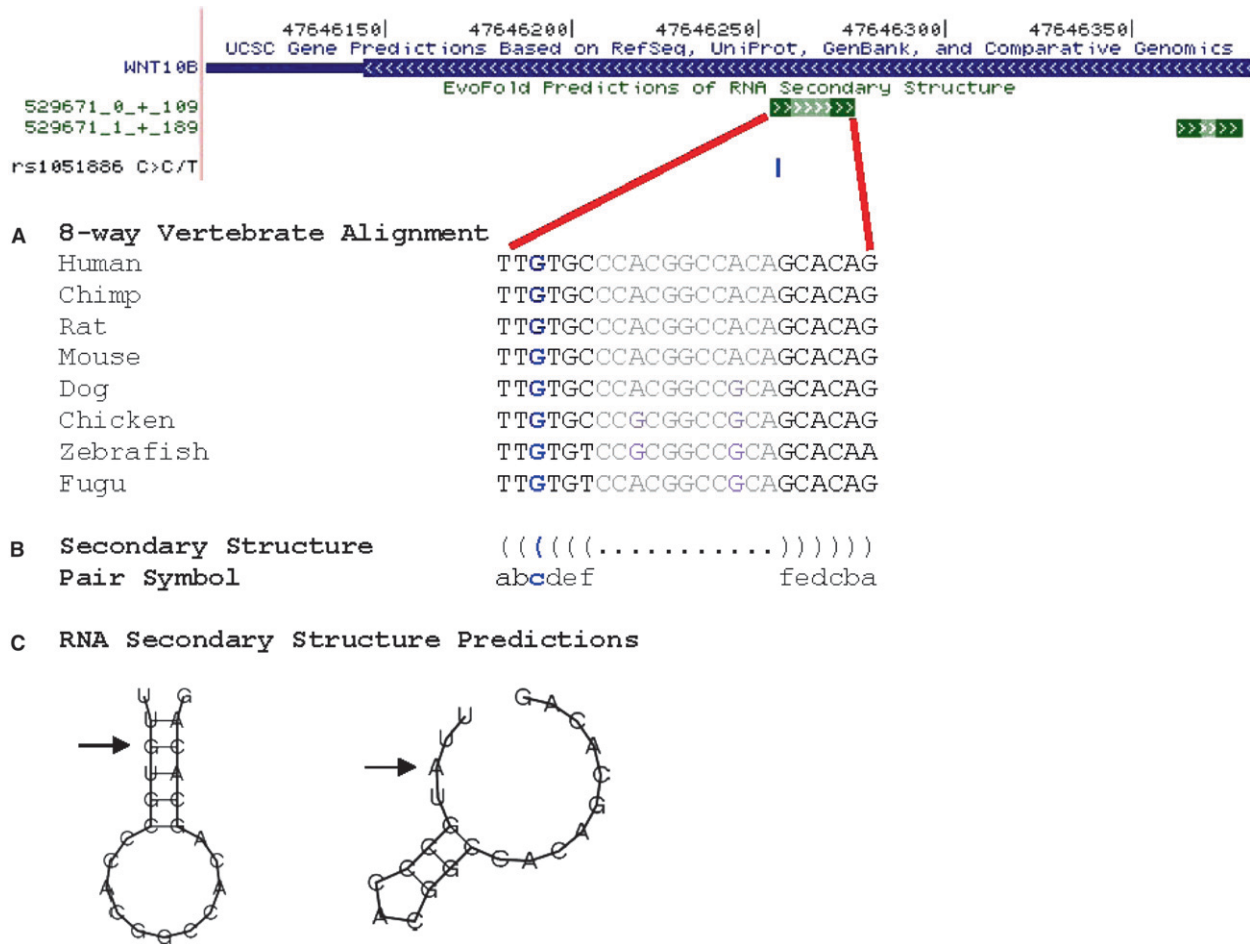 47646150| 47646200| 47646250| 47646300| 47646350|
UCSC Gene Predictions Based on RefSeq, UniProt, GenBank, and Comparative Genomics
WNT10B
EvoFold Predictions of RNA Secondary Structure
529671_0_+_109
529671_1_+_189
rs1051886 C>C/T
A 8-way Vertebrate Alignment
Human TTGTGCCCACGGCCACAGCACAG
Chimp TTGTGCCCACGGCCACAGCACAG
Rat TTGTGCCCACGGCCACAGCACAG
Mouse TTGTGCCCACGGCCACAGCACAG
Dog TTGTGCCCACGGCCGCAGCACAG
Chicken TTGTGCCCGCGGCCGCAGCACAG
Zebrafish TTGTGTCCGCGGCCGCAGCACAA
Fugu TTGTGTCCACGGCCGCAGCACAG
B Secondary Structure ((((((...........))))))
Pair Symbol abcdef fedcba
C RNA Secondary Structure Predictions
U U G U G C C C A C G G C C A C A G C A C A G
U U A U G C C C A C G G C C A C A G C A C A G